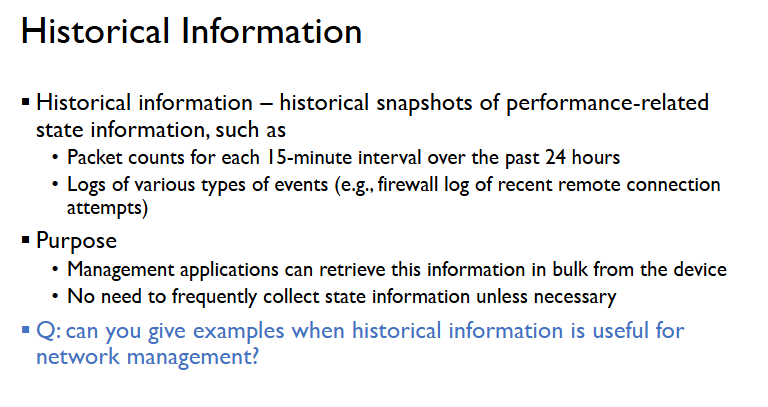 Historical Information
▪ Historical information – historical snapshots of performance-related
state information, such as
• Packet counts for each 15-minute interval over the past 24 hours
• Logs of various types of events (e.g., firewall log of recent remote connection
attempts)
▪ Purpose
• Management applications can retrieve this information in bulk from the device
• No need to frequently collect state information unless necessary
▪ Q: can you give examples when historical information is useful for
network management?